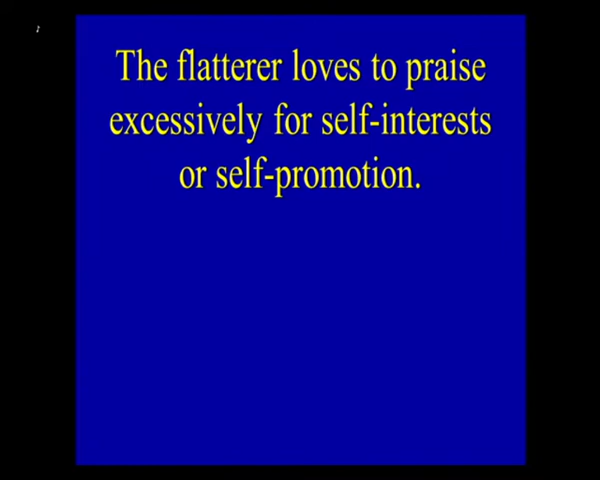 The flatterer loves to praise
excessively for self-interests
or self-promotion.